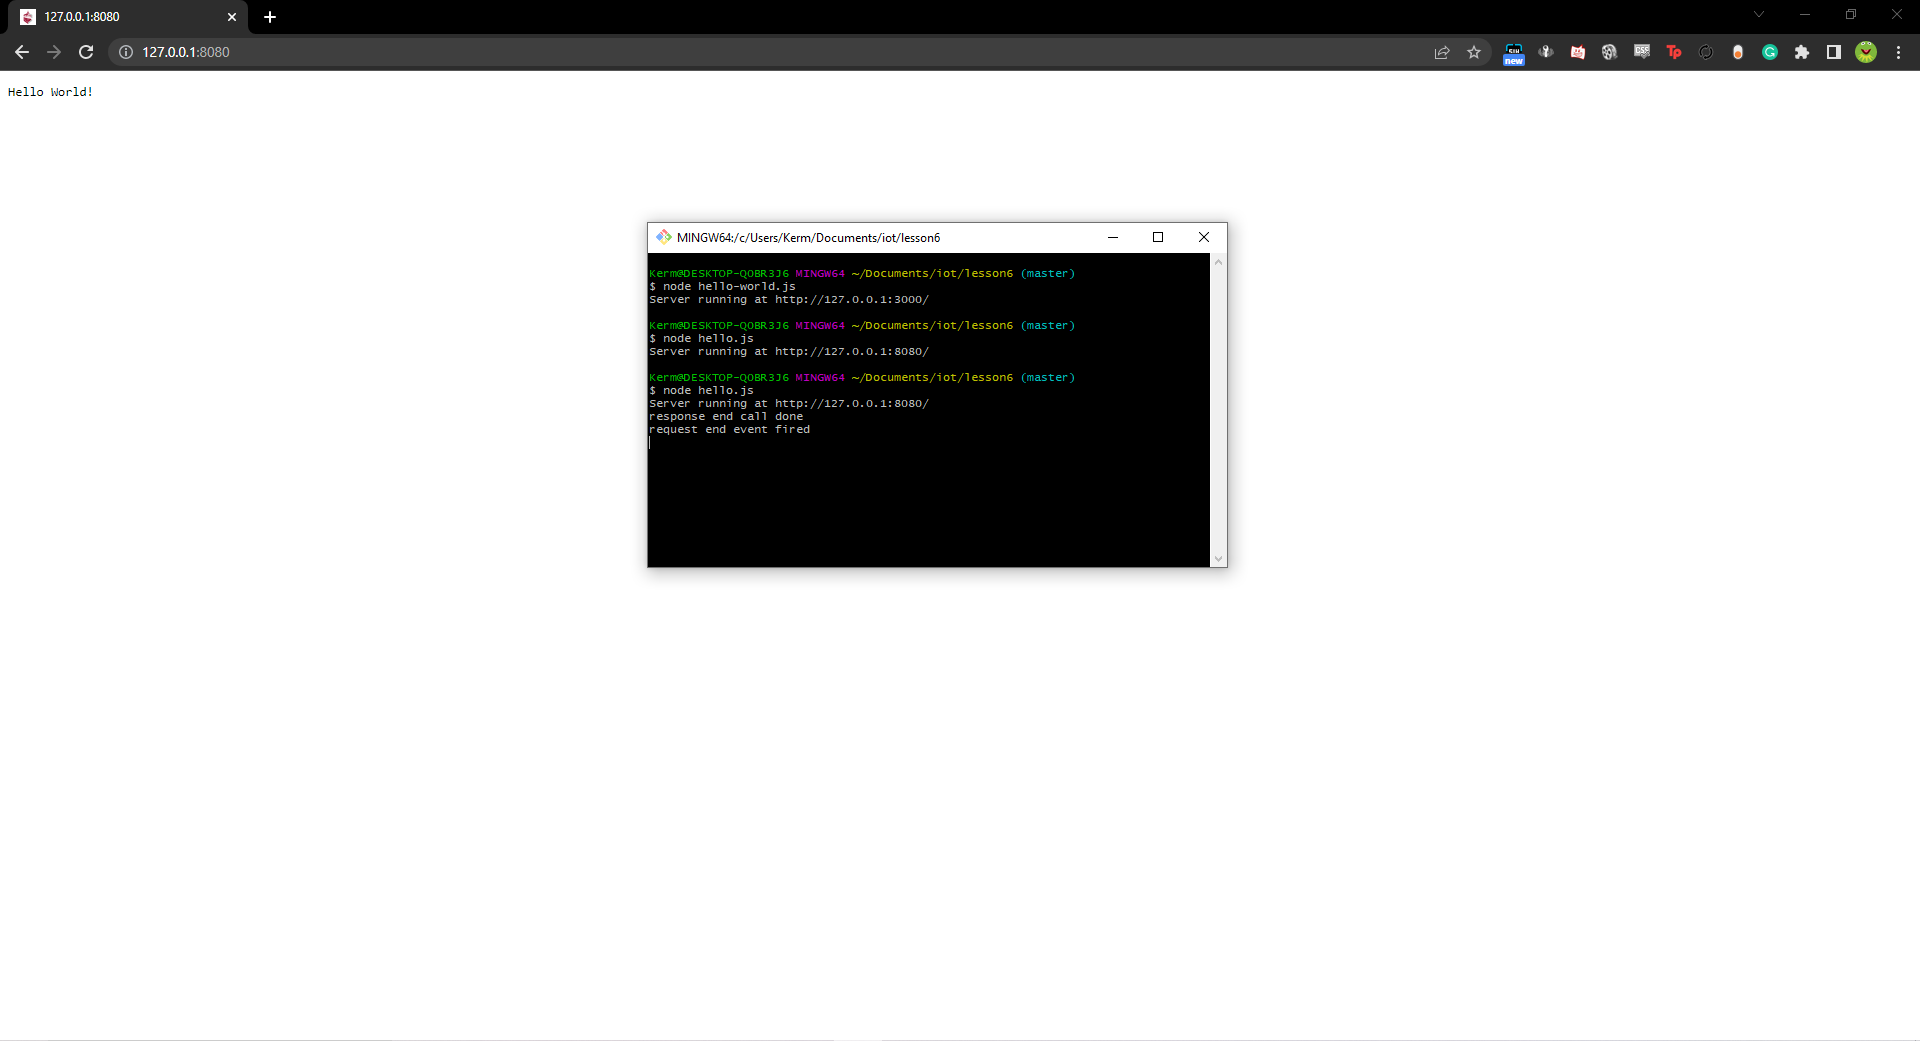 127.0.0.1:8080
127.0.0.1:8080
new
CSP
Tp
Hello World!
MINGW64:/c/Users/Kerm/Documents/iot/lesson6
Kerm@DESKTOP-Q0BR3J6 MINGW64 ~/Documents/iot/lesson6 (master)
$ node hello-world.js
Server running at http://127.0.0.1:3000/
Kerm@DESKTOP-Q0BR3J6 MINGW64 ~/Documents/iot/lesson6 (master)
$ node hello.js
Server running at http://127.0.0.1:8080/
Kerm@DESKTOP-Q0BR3J6 MINGW64 ~/Documents/iot/lesson6 (master)
$ node hello.js
Server running at http://127.0.0.1:8080/
response end call done
request end event fired